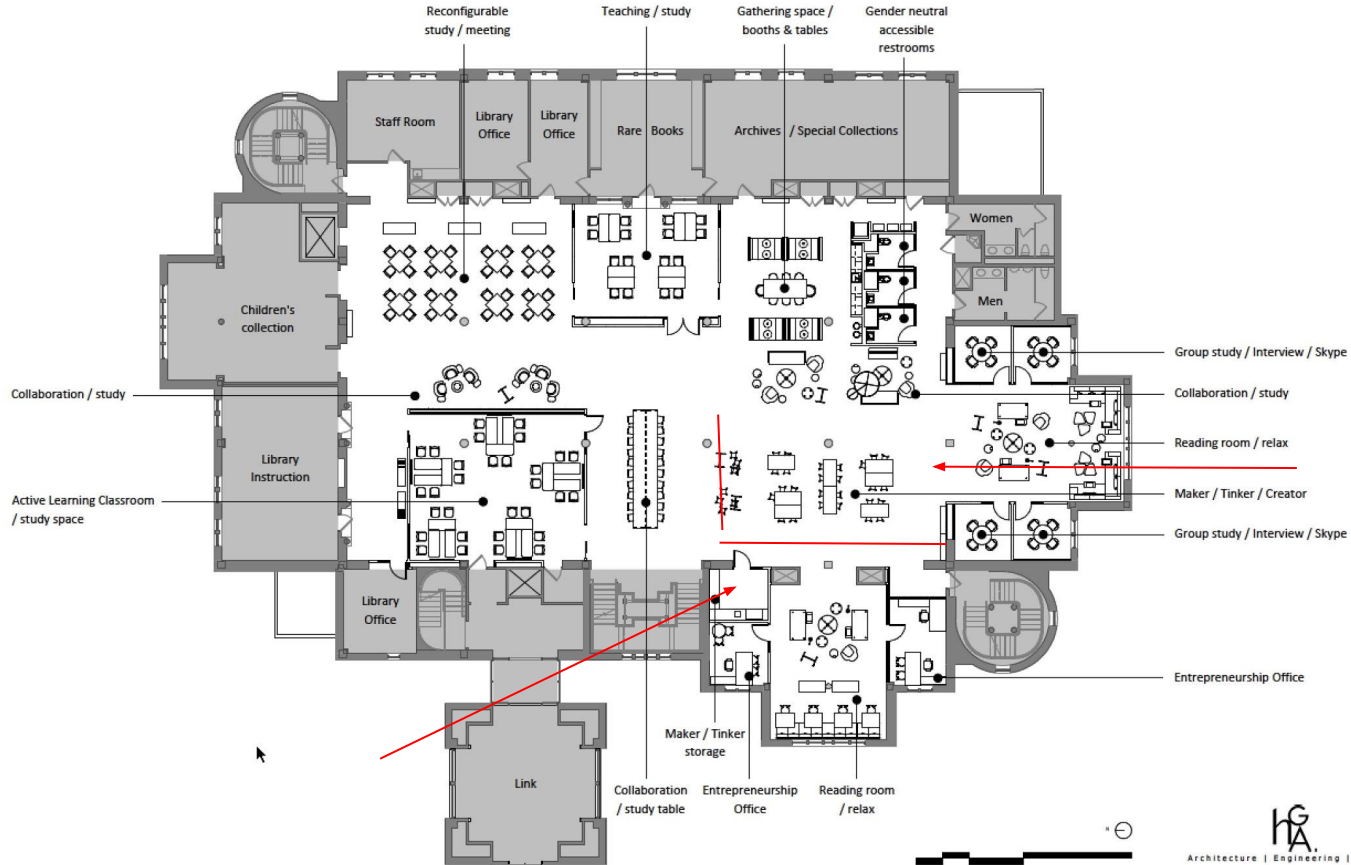 Reconfigurable
study / meeting
Teaching / study
Gathering space /
booths & tables
Gender neutral
accessible
restrooms
Staff Room
Library
Office
Library
Office
Rare Books
Archives / Special Collections
Women
Men
Children's
collection
Group study / Interview / Skype
Collaboration / study
Collaboration / study
Reading room / relax
Library
Instruction
Active Learning Classroom
/ study space
Maker / Tinker / Creator
Group study / Interview / Skype
Library
Office
Entrepreneurship Office
Maker / Tinker
storage
Link
Collaboration
/ study table
Entrepreneurship
Office
Reading room
/ relax
N
hGA.
Architecture | Engineering |